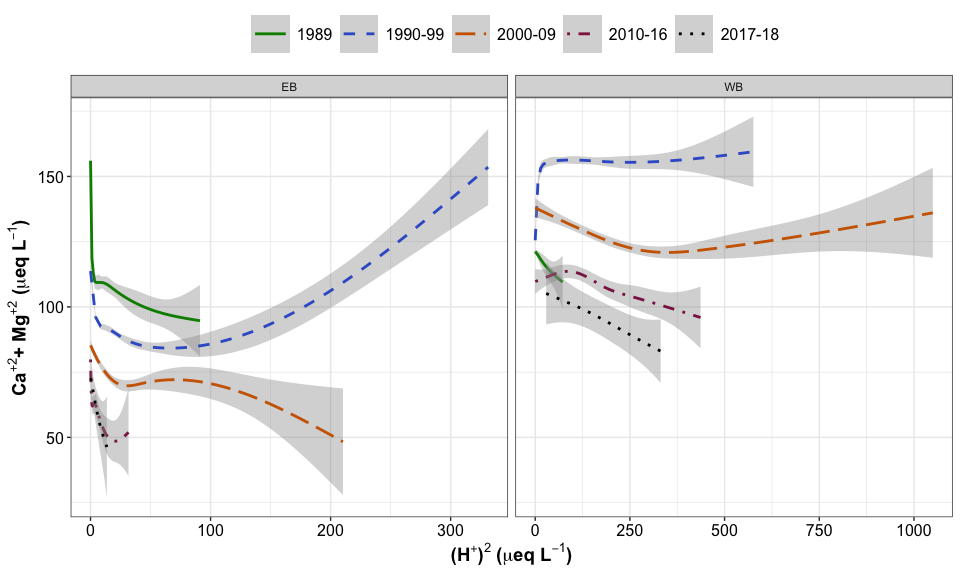 1989 1990-99 2000-09 2010-16 2017-18
EB WB
150
100
50
Ca⁺²+ Mg⁺² (μeq L⁻¹)
0 100 200 300 0 250 500 750 1000
(H⁺)² (μeq L⁻¹)